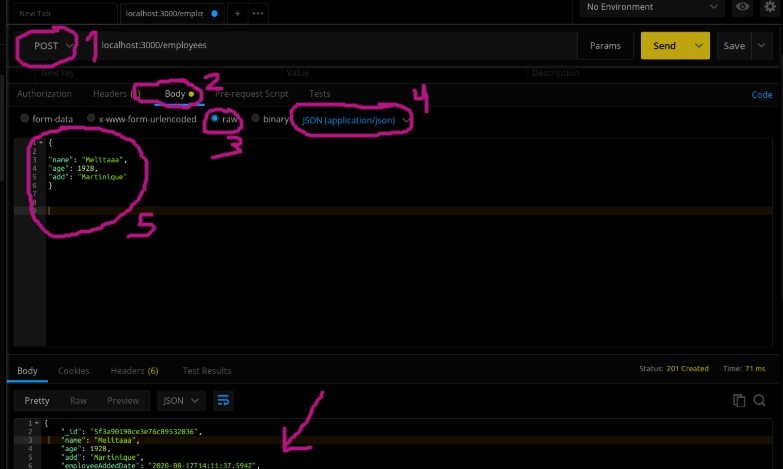 New Tab
localhost:3000/emplo
+
•••
No Environment
POST
1
localhost:3000/employees
Params
Send
Save
New key
Value
Description
Authorization
Headers
Body
2
Pre-request Script
Tests
4
Code
form-data
x-www-form-urlencoded
raw
binary
JSON (application/json)
3
1 {
2
3 "name": "Melitaaa",
4 "age": 1928,
5 "add": "Martinique"
6 }
7
8
9
5
Body
Cookies
Headers (6)
Test Results
Status: 201 Created
Time: 71 ms
Pretty
Raw
Preview
JSON
1 {
2 "_id": "5f3a90190ce3e76c89532036",
3 "name": "Melitaaa",
4 "age": 1928,
5 "add": "Martinique",
6 "employeeAddedDate": "2020-08-17T14:11:37.594Z",